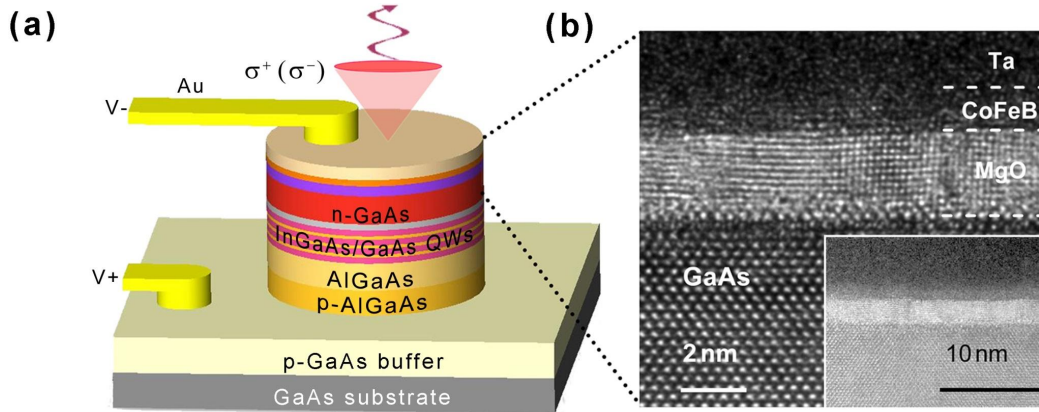 (a)
σ⁺ (σ⁻)
Au
V-
n-GaAs
InGaAs/GaAs QWs
V+
AlGaAs
p-AlGaAs
p-GaAs buffer
GaAs substrate
(b)
Ta
CoFeB
MgO
GaAs
2 nm
10 nm